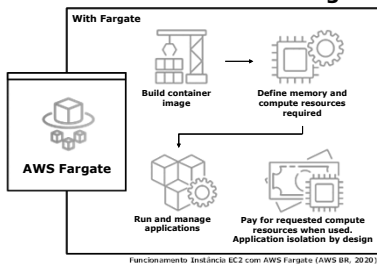 With Fargate
Build container
image
Define memory and
compute resources
required
AWS Fargate
Run and manage
applications
Pay for requested compute
resources when used.
Application isolation by design
Funcionamento Instância EC2 com AWS Fargate (AWS BR, 2020)